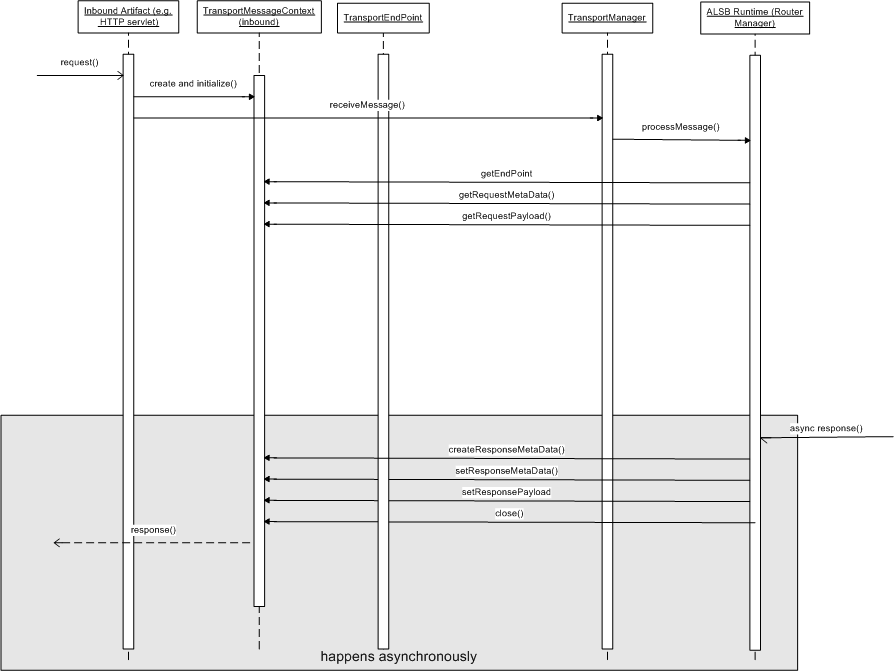 Inbound Artifact (e.g.
HTTP servlet)
TransportMessageContext
(inbound)
TransportEndPoint
TransportManager
ALSB Runtime (Router
Manager)
request()
create and initialize()
receiveMessage()
processMessage()
getEndPoint
getRequestMetaData()
getRequestPayload()
async response()
createResponseMetaData()
setResponseMetaData()
setResponsePayload
close()
response()
happens asynchronously